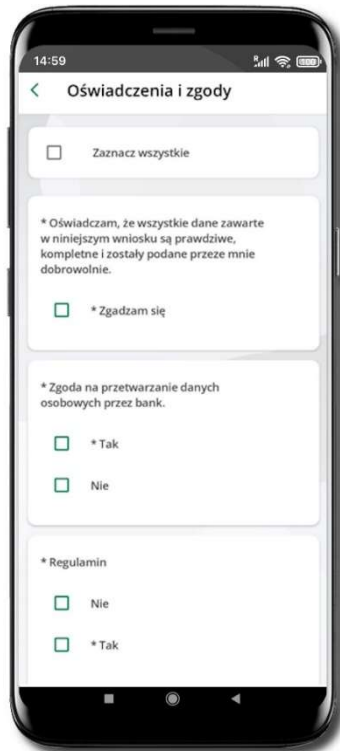 14:59
Oświadczenia i zgody
Zaznacz wszystkie
* Oświadczam, że wszystkie dane zawarte
w niniejszym wniosku są prawdziwe,
kompletne i zostały podane przeze mnie
dobrowolnie.
* Zgadzam się
* Zgoda na przetwarzanie danych
osobowych przez bank.
* Tak
Nie
* Regulamin
Nie
* Tak